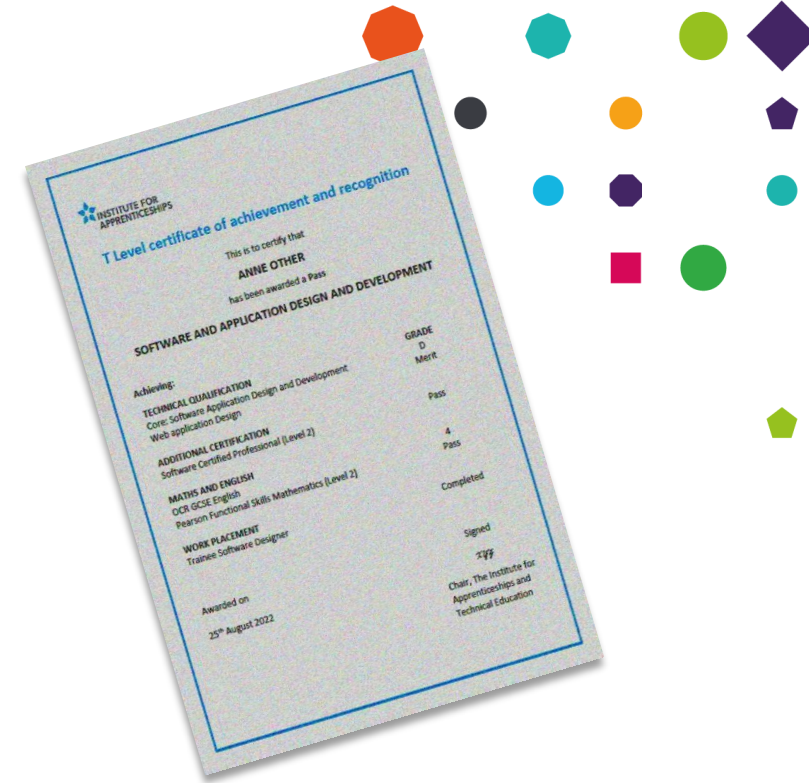 INSTITUTE FOR
APPRENTICESHIPS
T Level certificate of achievement and recognition
This is to certify that
ANNE OTHER
has been awarded a Pass
SOFTWARE AND APPLICATION DESIGN AND DEVELOPMENT
Achieving:
GRADE
TECHNICAL QUALIFICATION
Core: Software Application Design and Development D
Web application Design Merit
ADDITIONAL CERTIFICATION
Software Certified Professional (Level 2) Pass
MATHS AND ENGLISH
OCR GCSE English 4
Pearson Functional Skills Mathematics (Level 2) Pass
WORK PLACEMENT
Trainee Software Designer Completed
Signed
Awarded on
25th August 2022
Chair, The Institute for
Apprenticeships and
Technical Education